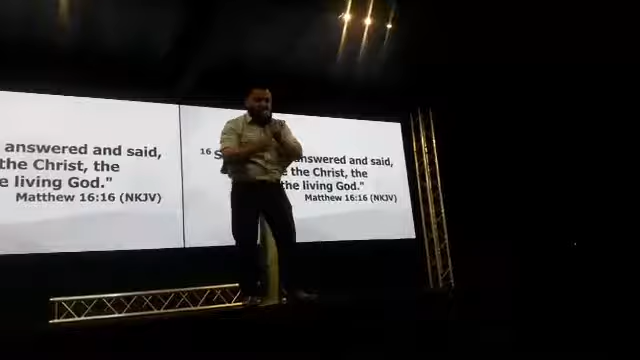 answered and said,
the Christ, the
e living God."
Matthew 16:16 (NKJV)
16 S answered and said,
e the Christ, the
the living God."
Matthew 16:16 (NKJV)